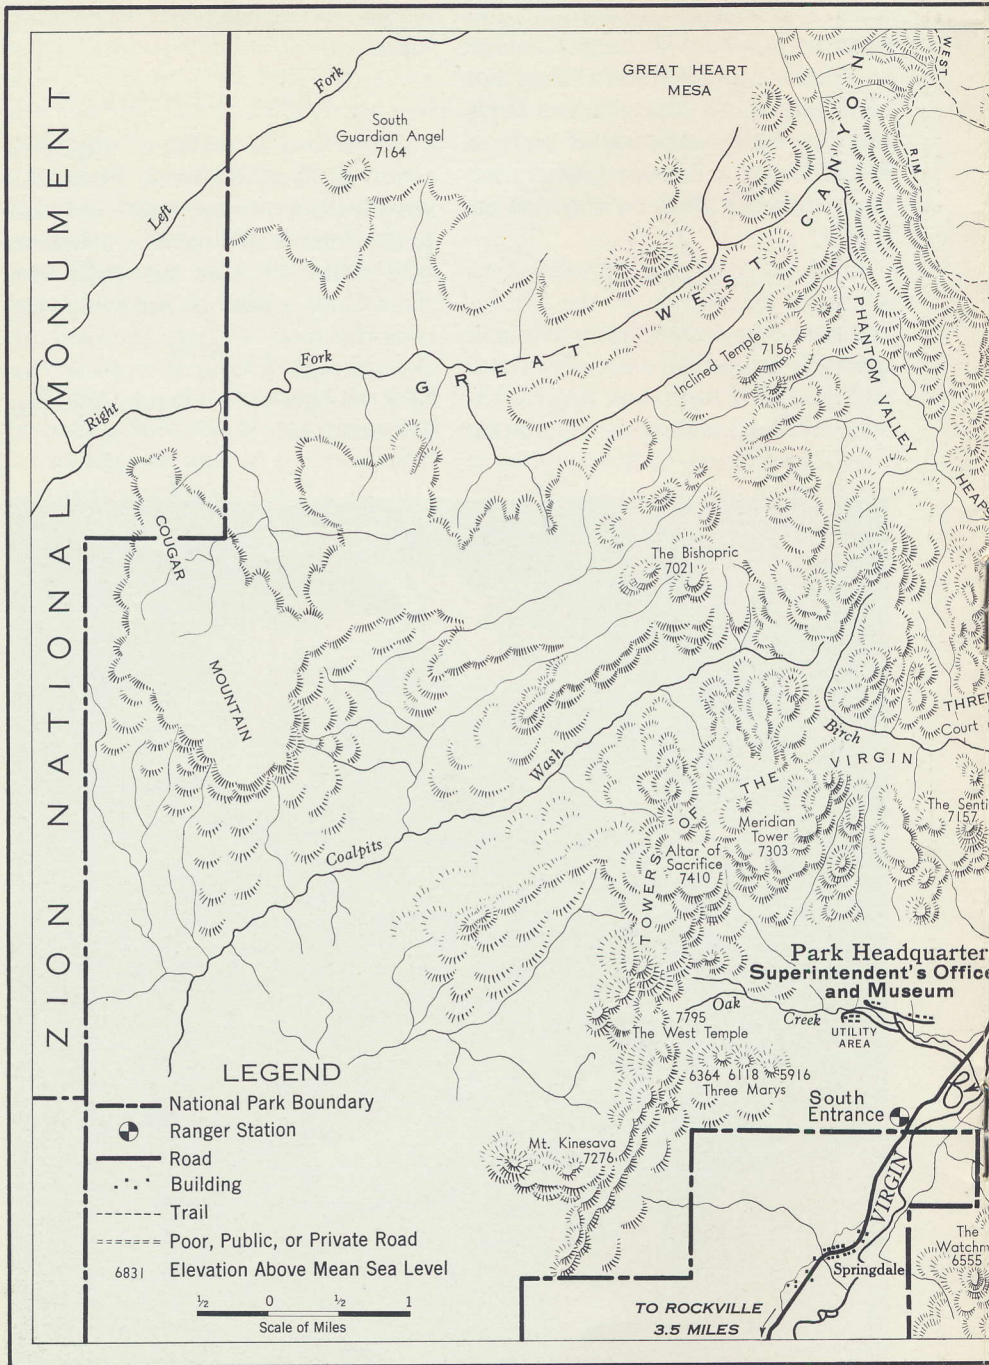 ZION NATIONAL MONUMENT
Fork
Left
South
Guardian Angel
7164
GREAT HEART
MESA
WEST
RIM
GREAT WEST CANYON
Fork
Right
Inclined Temple
7156
PHANTOM VALLEY
HEAPS
COUGAR
MOUNTAIN
The Bishopric
7021
THREE
Court
Birch
Wash
Coalpits
TOWERS OF THE VIRGIN
The Senti
7157
Meridian
Tower
7303
Altar of
Sacrifice
7410
Park Headquarter
Superintendent's Office
and Museum
Oak
Creek
UTILITY
AREA
7795
The West Temple
6364 6118 5916
Three Marys
South
Entrance
Mt. Kinesava
7276
VIRGIN
The
Watchm
6555
Springdale
TO ROCKVILLE
3.5 MILES
LEGEND
National Park Boundary
Ranger Station
Road
Building
Trail
Poor, Public, or Private Road
6831 Elevation Above Mean Sea Level
½ 0 ½ 1
Scale of Miles